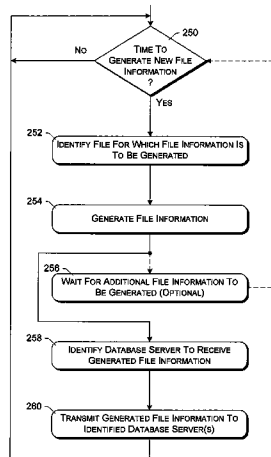 250
NO
TIME TO
GENERATE NEW FILE
INFORMATION
?
YES
252
IDENTIFY FILE FOR WHICH FILE INFORMATION IS
TO BE GENERATED
254
GENERATE FILE INFORMATION
256
WAIT FOR ADDITIONAL FILE INFORMATION TO
BE GENERATED (OPTIONAL)
258
IDENTIFY DATABASE SERVER TO RECEIVE
GENERATED FILE INFORMATION
260
TRANSMIT GENERATED FILE INFORMATION TO
IDENTIFIED DATABASE SERVER(S)